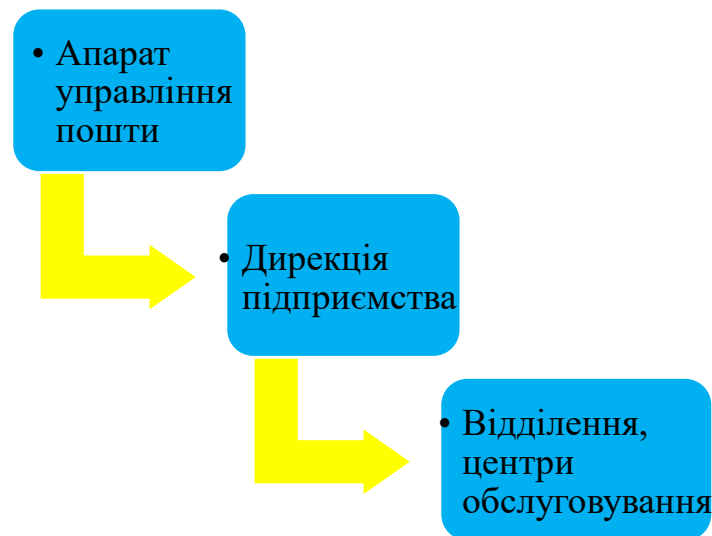 • Апарат
управління
пошти
• Дирекція
підприємства
• Відділення,
центри
обслуговування